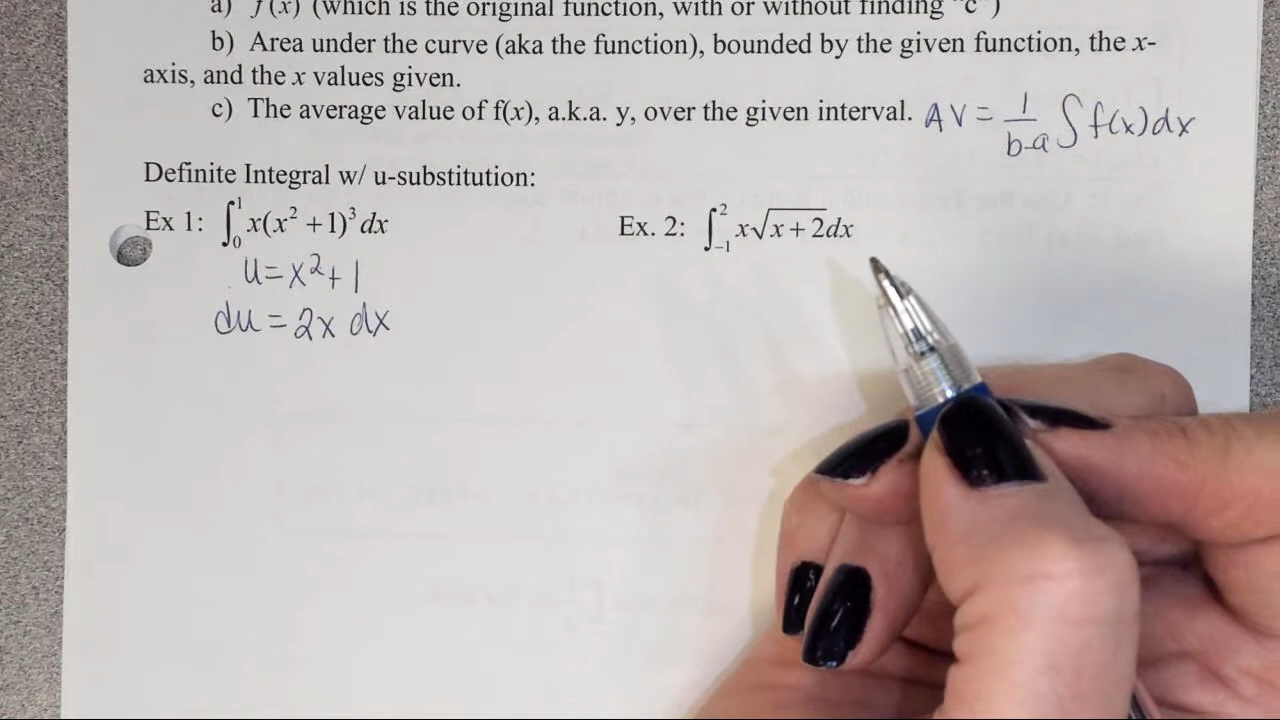 a) f(x) (which is the original function, with or without finding "c")
b) Area under the curve (aka the function), bounded by the given function, the x-
axis, and the x values given.
c) The average value of f(x), a.k.a. y, over the given interval. AV = 1/(b-a) ∫ f(x) dx
Definite Integral w/ u-substitution:
Ex 1: ∫₀¹ x(x² + 1)³ dx Ex. 2: ∫₋₁² x√(x + 2)dx
u = x² + 1
du = 2x dx